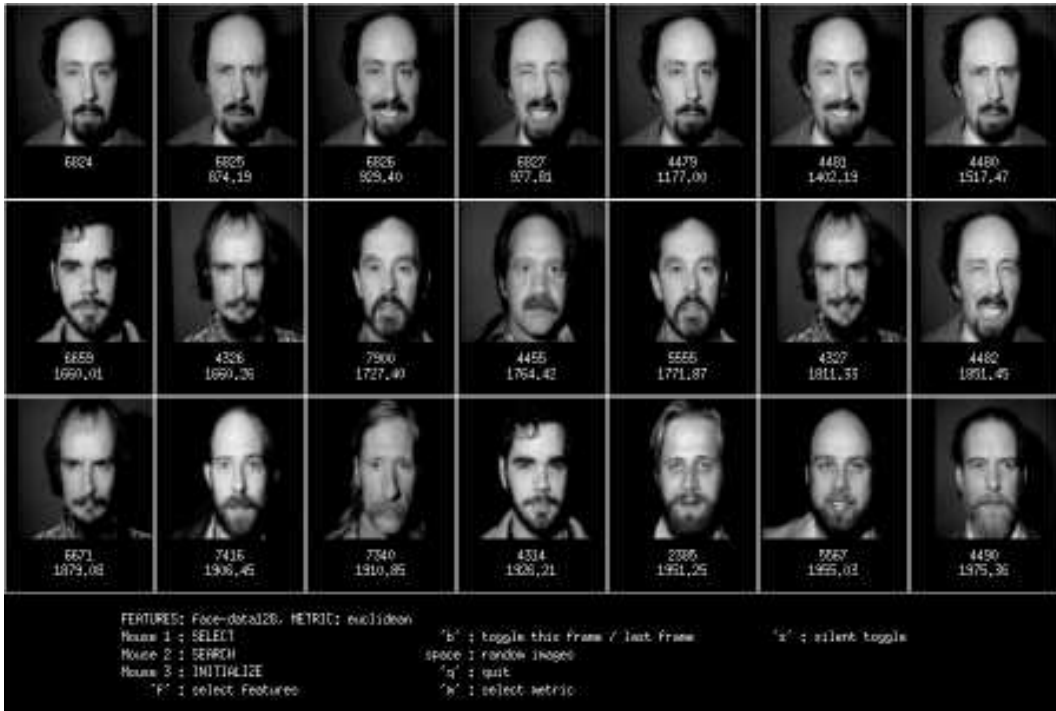 6824 6825 6826 6827 4479 4481 4480
874,19 929,40 977,81 1177,00 1402,19 1517,47
6659 4326 7900 4455 5555 4327 4482
1660,01 1660,26 1727,40 1764,42 1771,87 1811,33 1851,45
6671 7416 7340 4314 2385 5567 4490
1879,08 1906,45 1910,85 1926,21 1951,25 1955,03 1975,36
FEATURES: face-data128, METRIC: euclidean
Mouse 1 : SELECT 'b' : toggle this frame / last frame 's' : silent toggle
Mouse 2 : SEARCH space : random images
Mouse 3 : INITIALIZE 'q' : quit
'F' : select features 'm' : select metric